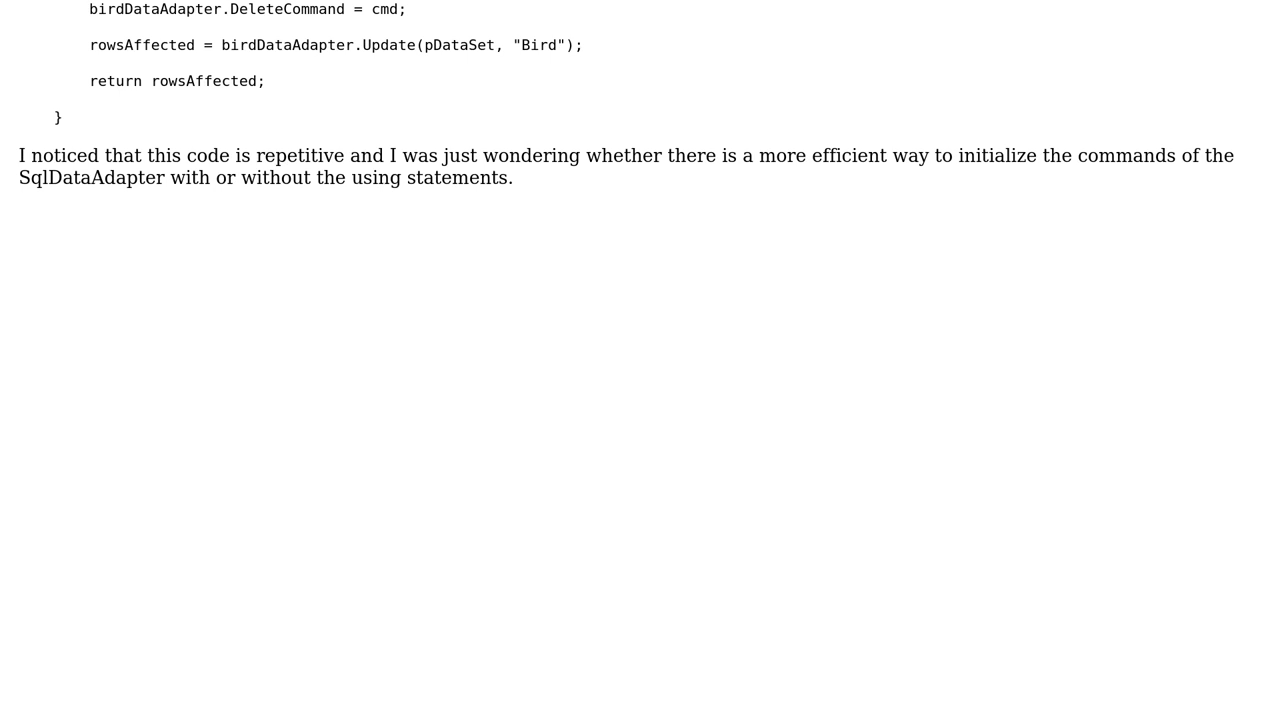 birdDataAdapter.DeleteCommand = cmd;
rowsAffected = birdDataAdapter.Update(pDataSet, "Bird");
return rowsAffected;
}
I noticed that this code is repetitive and I was just wondering whether there is a more efficient way to initialize the commands of the
SqlDataAdapter with or without the using statements.